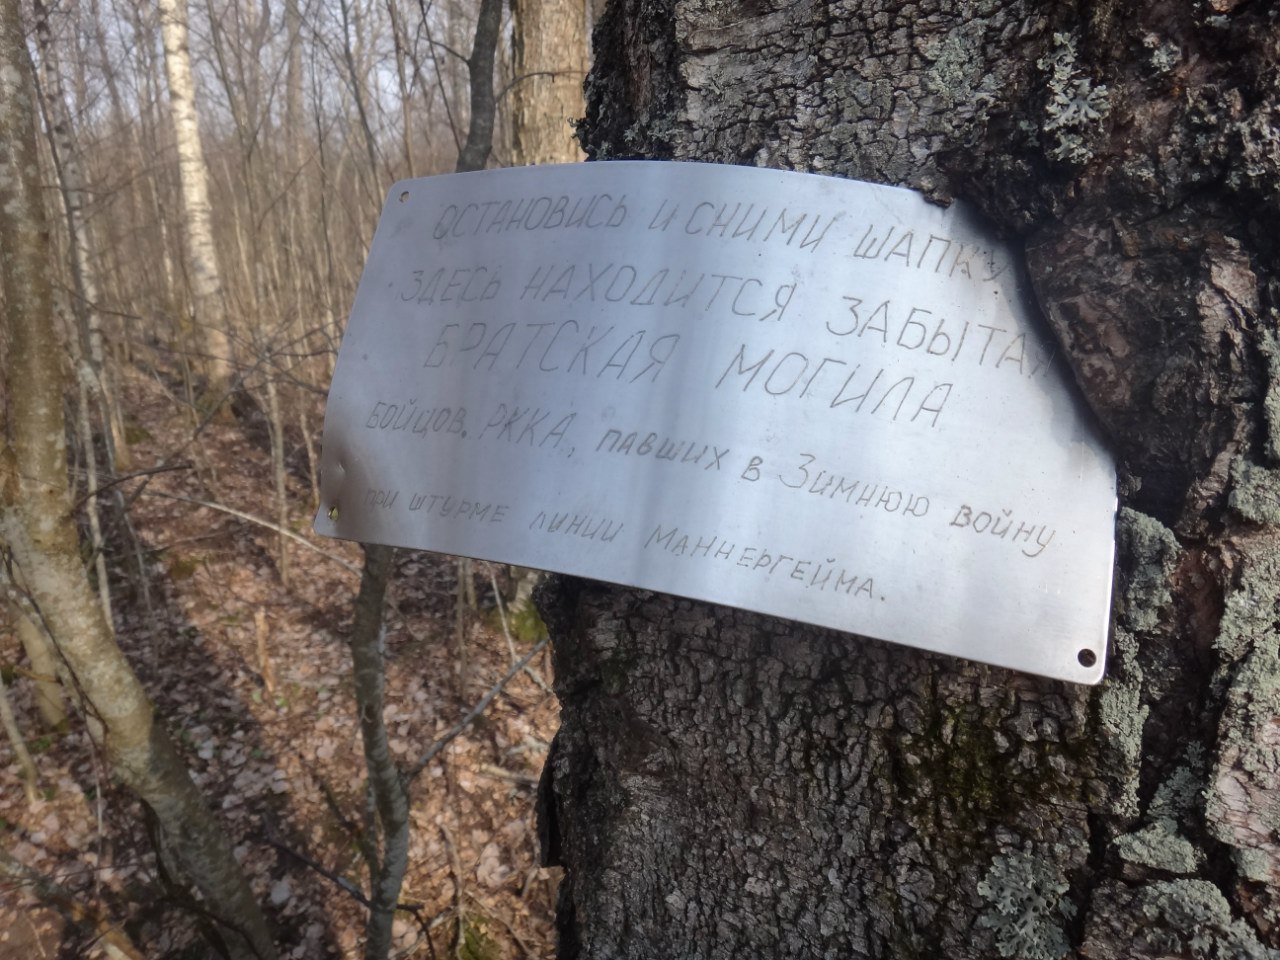 ОСТАНОВИСЬ И СНИМИ ШАПКУ,
ЗДЕСЬ НАХОДИТСЯ ЗАБЫТАЯ
БРАТСКАЯ МОГИЛА
БОЙЦОВ. РККА, ПАВШИХ В ЗИМНЮЮ ВОЙНУ
ПРИ ШТУРМЕ ЛИНИИ МАННЕРГЕЙМА.